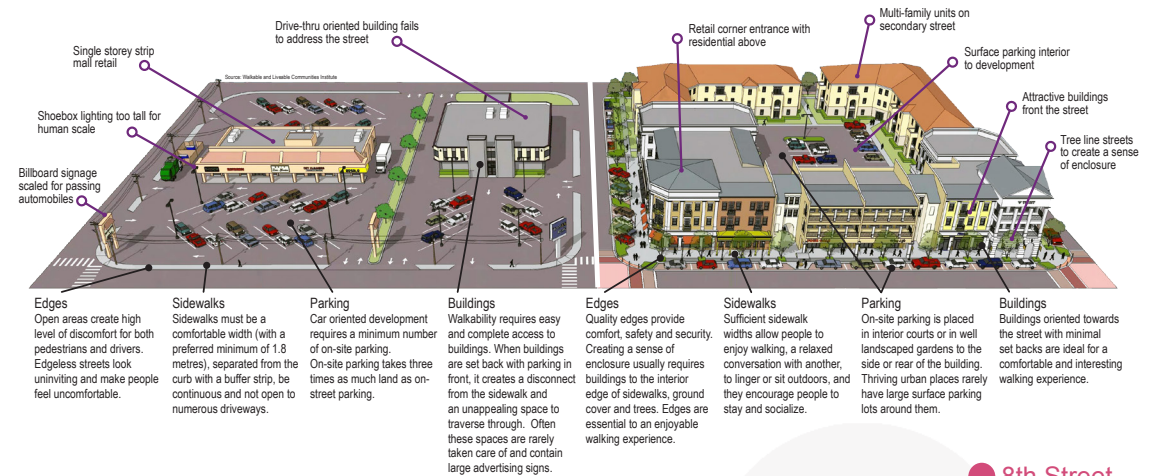 Drive-thru oriented building fails
to address the street
Single storey strip
mall retail
Source: Walkable and Liveable Communities Institute
Shoebox lighting too tall for
human scale
Billboard signage
scaled for passing
automobiles
Retail corner entrance with
residential above
Multi-family units on
secondary street
Surface parking interior
to development
Attractive buildings
front the street
Tree line streets
to create a sense
of enclosure
Edges
Open areas create high
level of discomfort for both
pedestrians and drivers.
Edgeless streets look
uninviting and make people
feel uncomfortable.
Sidewalks
Sidewalks must be a
comfortable width (with a
preferred minimum of 1.8
metres), separated from the
curb with a buffer strip, be
continuous and not open to
numerous driveways.
Parking
Car oriented development
requires a minimum number
of on-site parking.
On-site parking takes three
times as much land as on-
street parking.
Buildings
Walkability requires easy
and complete access to
buildings. When buildings
are set back with parking in
front, it creates a disconnect
from the sidewalk and
an unappealing space to
traverse through. Often
these spaces are rarely
taken care of and contain
large advertising signs.
Edges
Quality edges provide
comfort, safety and security.
Creating a sense of
enclosure usually requires
buildings to the interior
edge of sidewalks, ground
cover and trees. Edges are
essential to an enjoyable
walking experience.
Sidewalks
Sufficient sidewalk
widths allow people to
enjoy walking, a relaxed
conversation with another,
to linger or sit outdoors, and
they encourage people to
stay and socialize.
Parking
On-site parking is placed
in interior courts or in well
landscaped gardens to the
side or rear of the building.
Thriving urban places rarely
have large surface parking
lots around them.
Buildings
Buildings oriented towards
the street with minimal
set backs are ideal for a
comfortable and interesting
walking experience.
8th Street